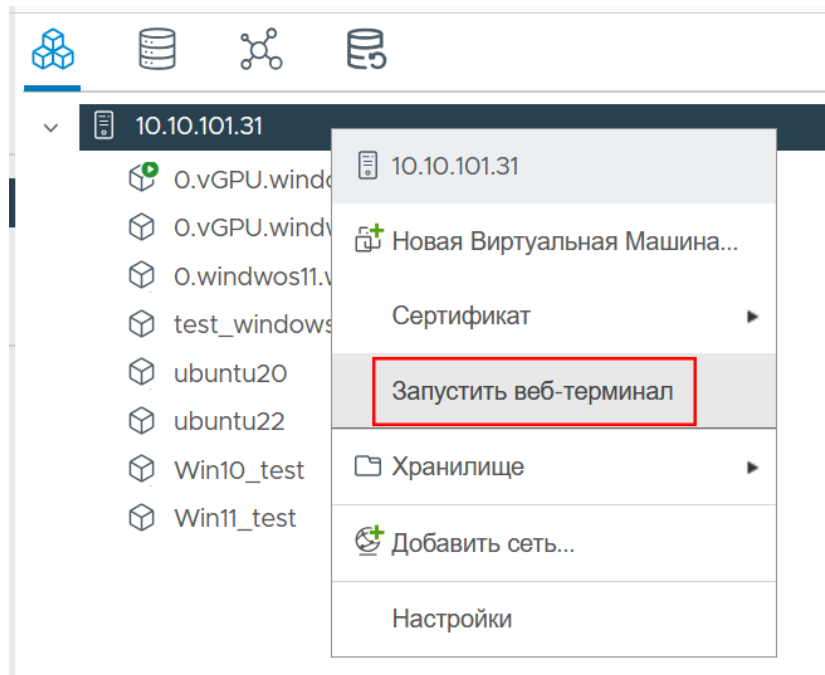 10.10.101.31
0.vGPU.windo
0.vGPU.windw
0.windwos11.v
test_windows
ubuntu20
ubuntu22
Win10_test
Win11_test
10.10.101.31
Новая Виртуальная Машина...
Сертификат
Запустить веб-терминал
Хранилище
Добавить сеть...
Настройки